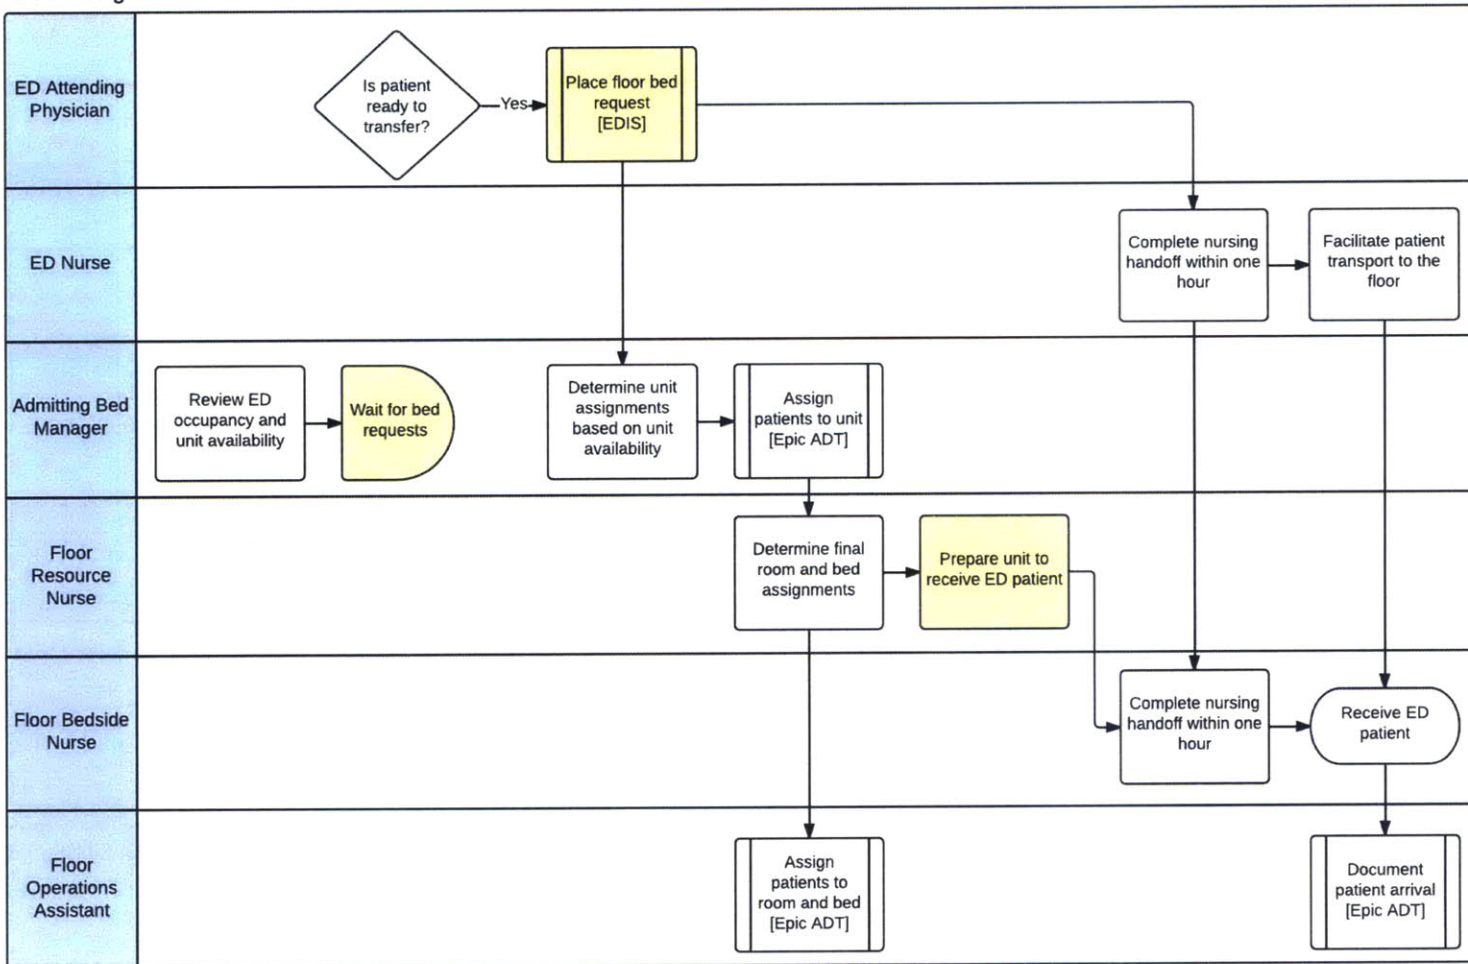 ED Attending
Physician
Is patient
ready to
transfer?
Yes
Place floor bed
request
[EDIS]
ED Nurse
Complete nursing
handoff within one
hour
Facilitate patient
transport to the
floor
Admitting Bed
Manager
Review ED
occupancy and
unit availability
Wait for bed
requests
Determine unit
assignments
based on unit
availability
Assign
patients to unit
[Epic ADT]
Floor
Resource
Nurse
Determine final
room and bed
assignments
Prepare unit to
receive ED patient
Floor Bedside
Nurse
Complete nursing
handoff within one
hour
Receive ED
patient
Floor
Operations
Assistant
Assign
patients to
room and bed
[Epic ADT]
Document
patient arrival
[Epic ADT]